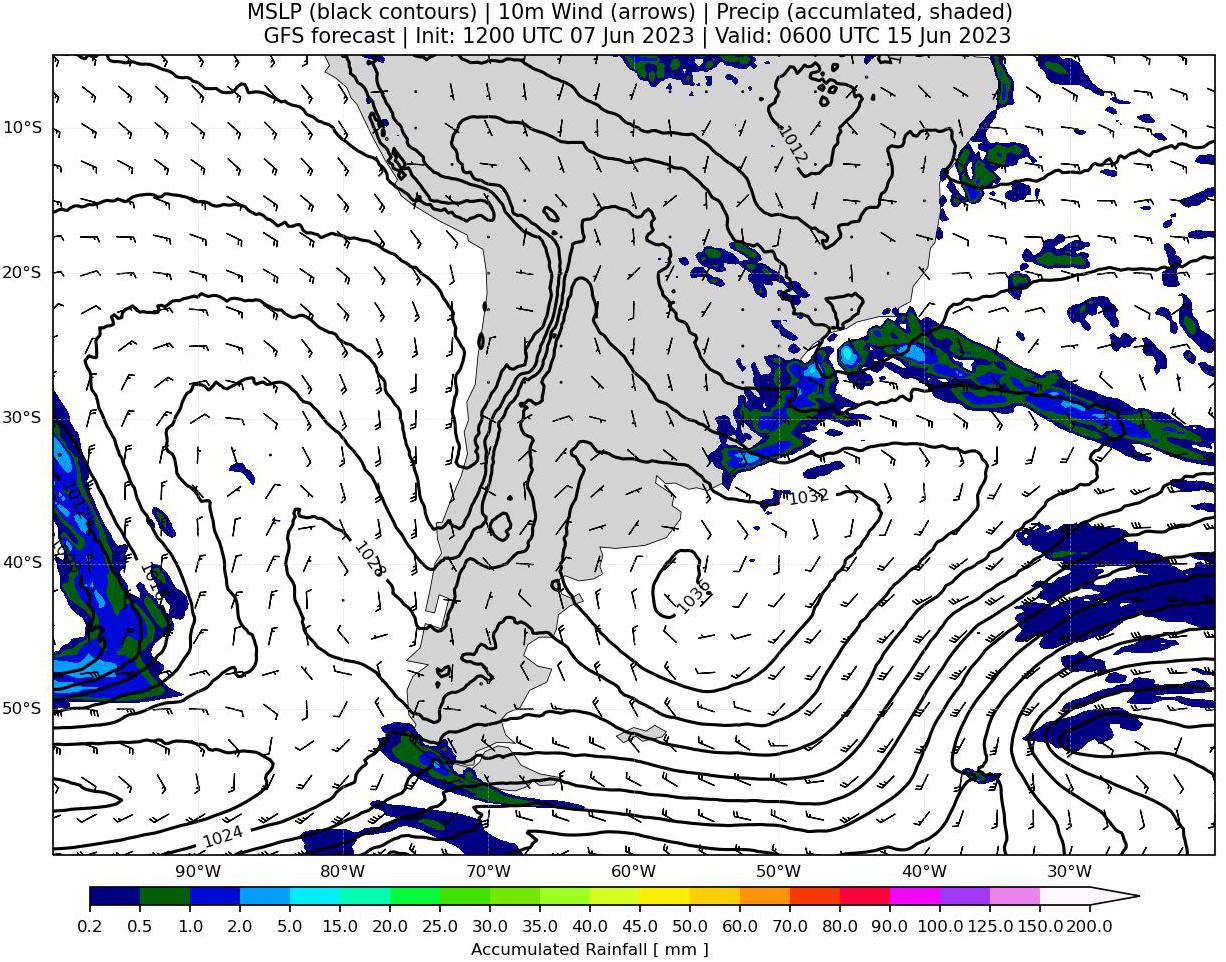 MSLP (black contours) | 10m Wind (arrows) | Precip (accumlated, shaded)
GFS forecast | Init: 1200 UTC 07 Jun 2023 | Valid: 0600 UTC 15 Jun 2023
10°S
20°S
30°S
40°S
50°S
1012
1032
1028
1036
1016
1024
90°W
80°W
70°W
60°W
50°W
40°W
30°W
0.2 0.5 1.0 2.0 5.0 10.0 15.0 20.0 25.0 30.0 35.0 40.0 45.0 50.0 60.0 70.0 80.0 90.0 100.0 125.0 150.0 200.0
Accumulated Rainfall [ mm ]